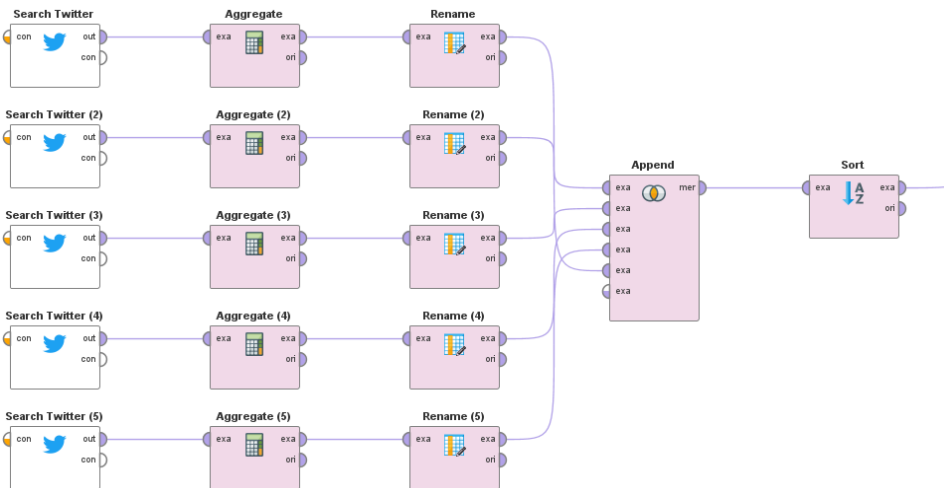 Search Twitter Aggregate Rename
con out exa exa exa exa
con ori ori
Search Twitter (2) Aggregate (2) Rename (2)
con out exa exa exa exa
con ori ori
Append Sort
exa mer exa exa
exa ori
exa
exa
exa
exa
Search Twitter (3) Aggregate (3) Rename (3)
con out exa exa exa exa
con ori ori
Search Twitter (4) Aggregate (4) Rename (4)
con out exa exa exa exa
con ori ori
Search Twitter (5) Aggregate (5) Rename (5)
con out exa exa exa exa
con ori ori
A
Z